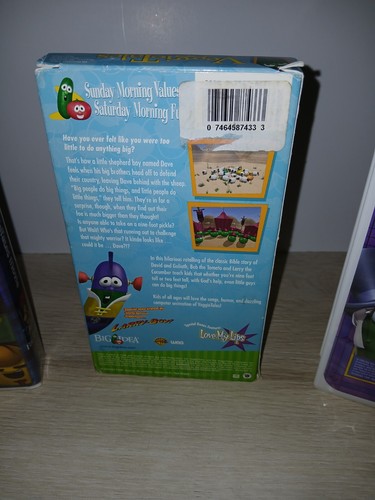 Sunday Morning Values
Saturday Morning Fu
0 7464587433 3
Have you ever felt like you were too
little to do anything big?
That's how a little shepherd boy named Dave
feels when his big brothers head off to defend
their country, leaving Dave behind with the sheep.
"Big people do big things, and little people do
little things," they tell him. They're in for a
surprise, though, when they find out their
foe is much bigger than they thought!
Is anyone able to take on a nine-foot pickle?
But Wait! Who's that running out to challenge
that mighty warrior? It kinda looks like
could it be ... Dave?!?
In this hilarious retelling of the classic Bible story of
David and Goliath, Bob the Tomato and Larry the
Cucumber teach kids that whether you're nine feet
tall or two feet tall, with God's help, even little guys
can do big things!
Kids of all ages will love the songs, humor, and dazzling
computer animation of VeggieTales!
BIG IDEA
Love My Lips